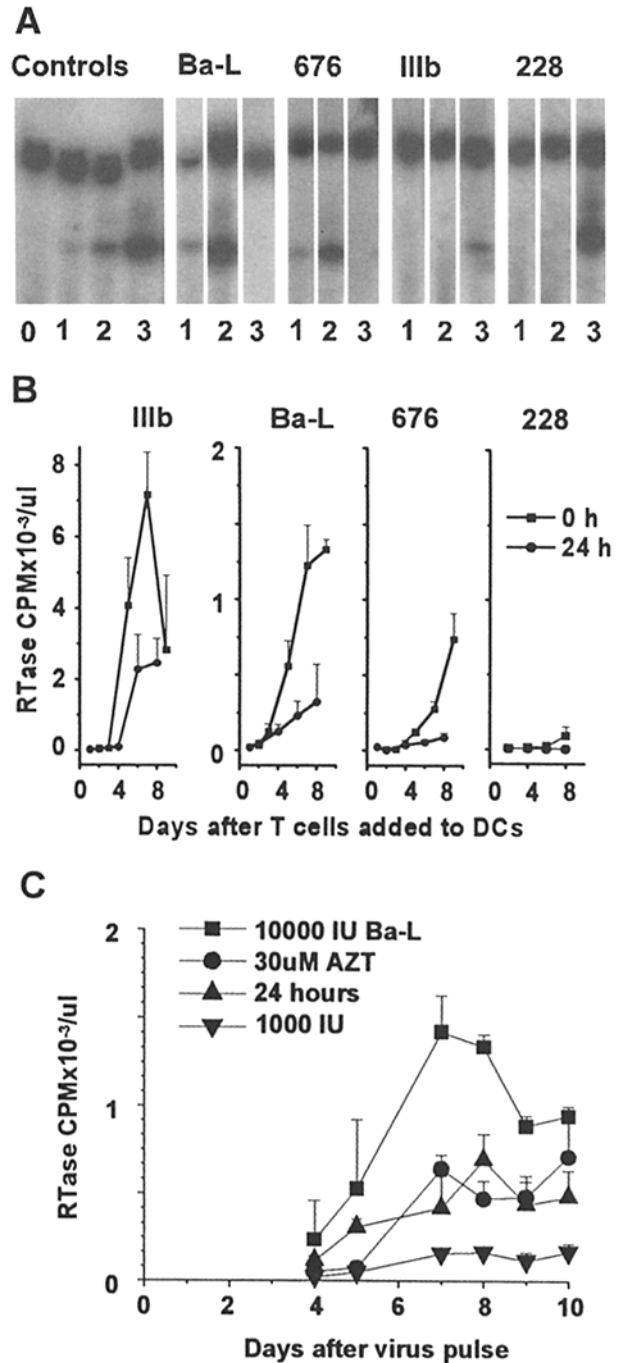 A
Controls Ba-L 676 IIIb 228
0 1 2 3 1 2 3 1 2 3 1 2 3 1 2 3
B
IIIb Ba-L 676 228
RTase CPMx10⁻³/ul
8
6
4
2
0
2
1
0
0 h
24 h
0 4 8 0 4 8 0 4 8 0 4 8
Days after T cells added to DCs
C
RTase CPMx10⁻³/ul
2
1
0
10000 IU Ba-L
30uM AZT
24 hours
1000 IU
0 2 4 6 8 10
Days after virus pulse